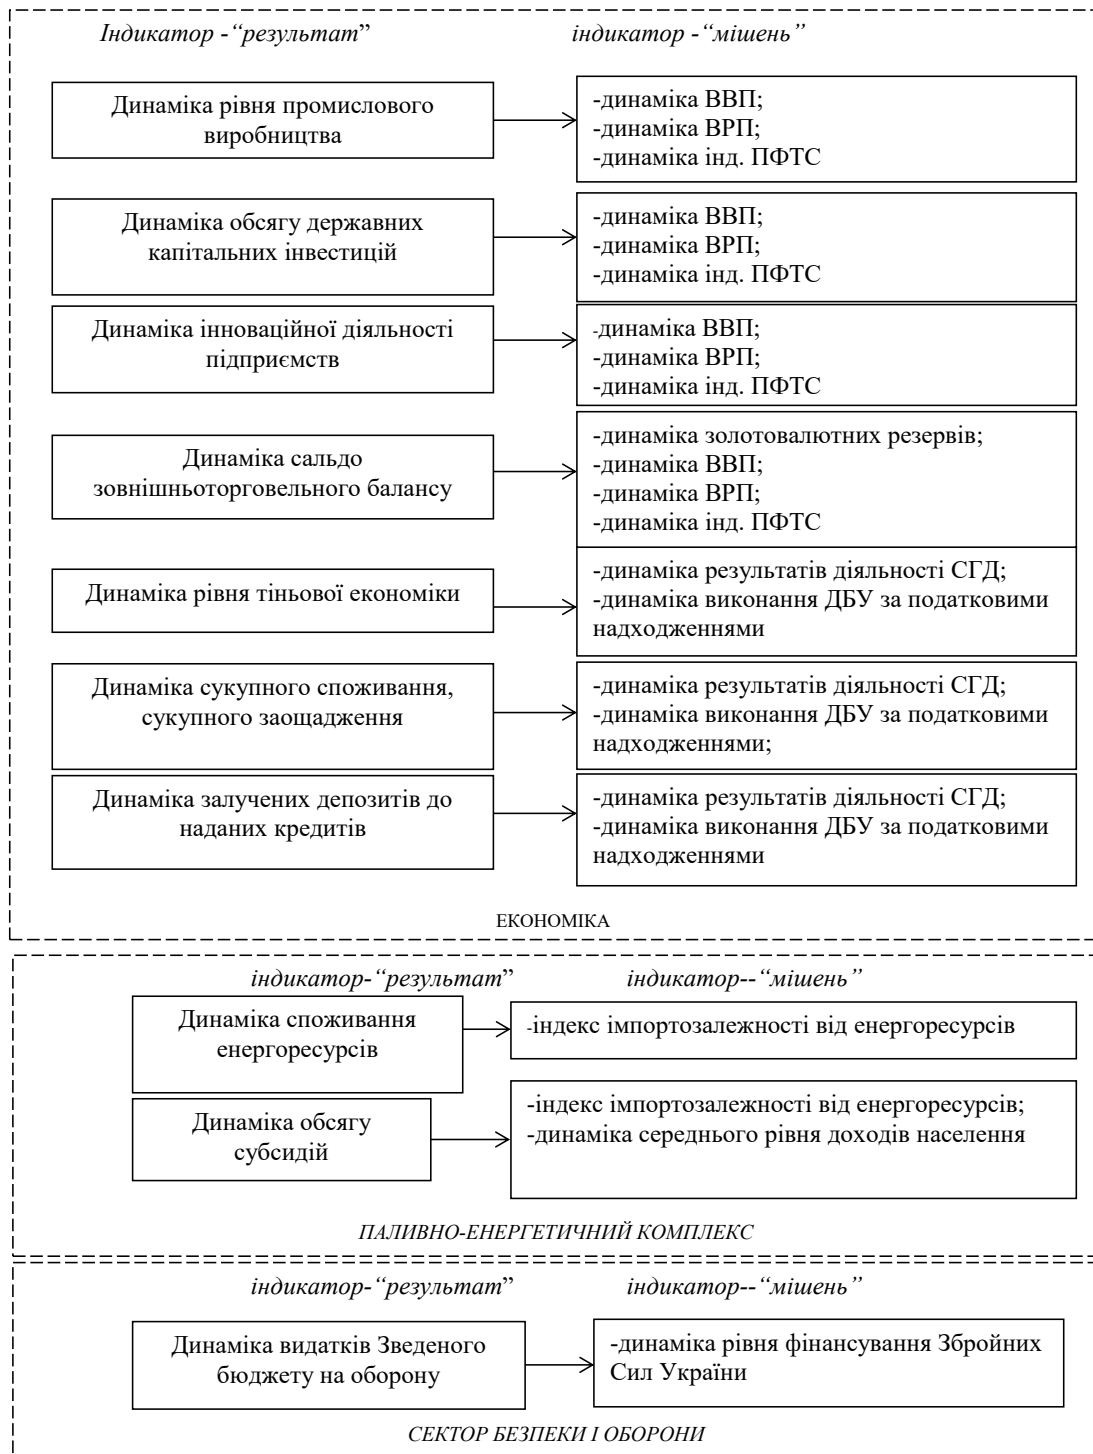 Індикатор -“результат”
індикатор -“мішень”
Динаміка рівня промислового
виробництва
-динаміка ВВП;
-динаміка ВРП;
-динаміка інд. ПФТС
Динаміка обсягу державних
капітальних інвестицій
-динаміка ВВП;
-динаміка ВРП;
-динаміка інд. ПФТС
Динаміка інноваційної діяльності
підприємств
-динаміка ВВП;
-динаміка ВРП;
-динаміка інд. ПФТС
Динаміка сальдо
зовнішньоторговельного балансу
-динаміка золотовалютних резервів;
-динаміка ВВП;
-динаміка ВРП;
-динаміка інд. ПФТС
Динаміка рівня тіньової економіки
-динаміка результатів діяльності СГД;
-динаміка виконання ДБУ за податковими
надходженнями
Динаміка сукупного споживання,
сукупного заощадження
-динаміка результатів діяльності СГД;
-динаміка виконання ДБУ за податковими
надходженнями;
Динаміка залучених депозитів до
наданих кредитів
-динаміка результатів діяльності СГД;
-динаміка виконання ДБУ за податковими
надходженнями
ЕКОНОМІКА
індикатор-“результат”
індикатор--“мішень”
Динаміка споживання
енергоресурсів
-індекс імпортозалежності від енергоресурсів
Динаміка обсягу
субсидій
-індекс імпортозалежності від енергоресурсів;
-динаміка середнього рівня доходів населення
ПАЛИВНО-ЕНЕРГЕТИЧНИЙ КОМПЛЕКС
індикатор-“результат”
індикатор--“мішень”
Динаміка видатків Зведеного
бюджету на оборону
-динаміка рівня фінансування Збройних
Сил України
СЕКТОР БЕЗПЕКИ І ОБОРОНИ